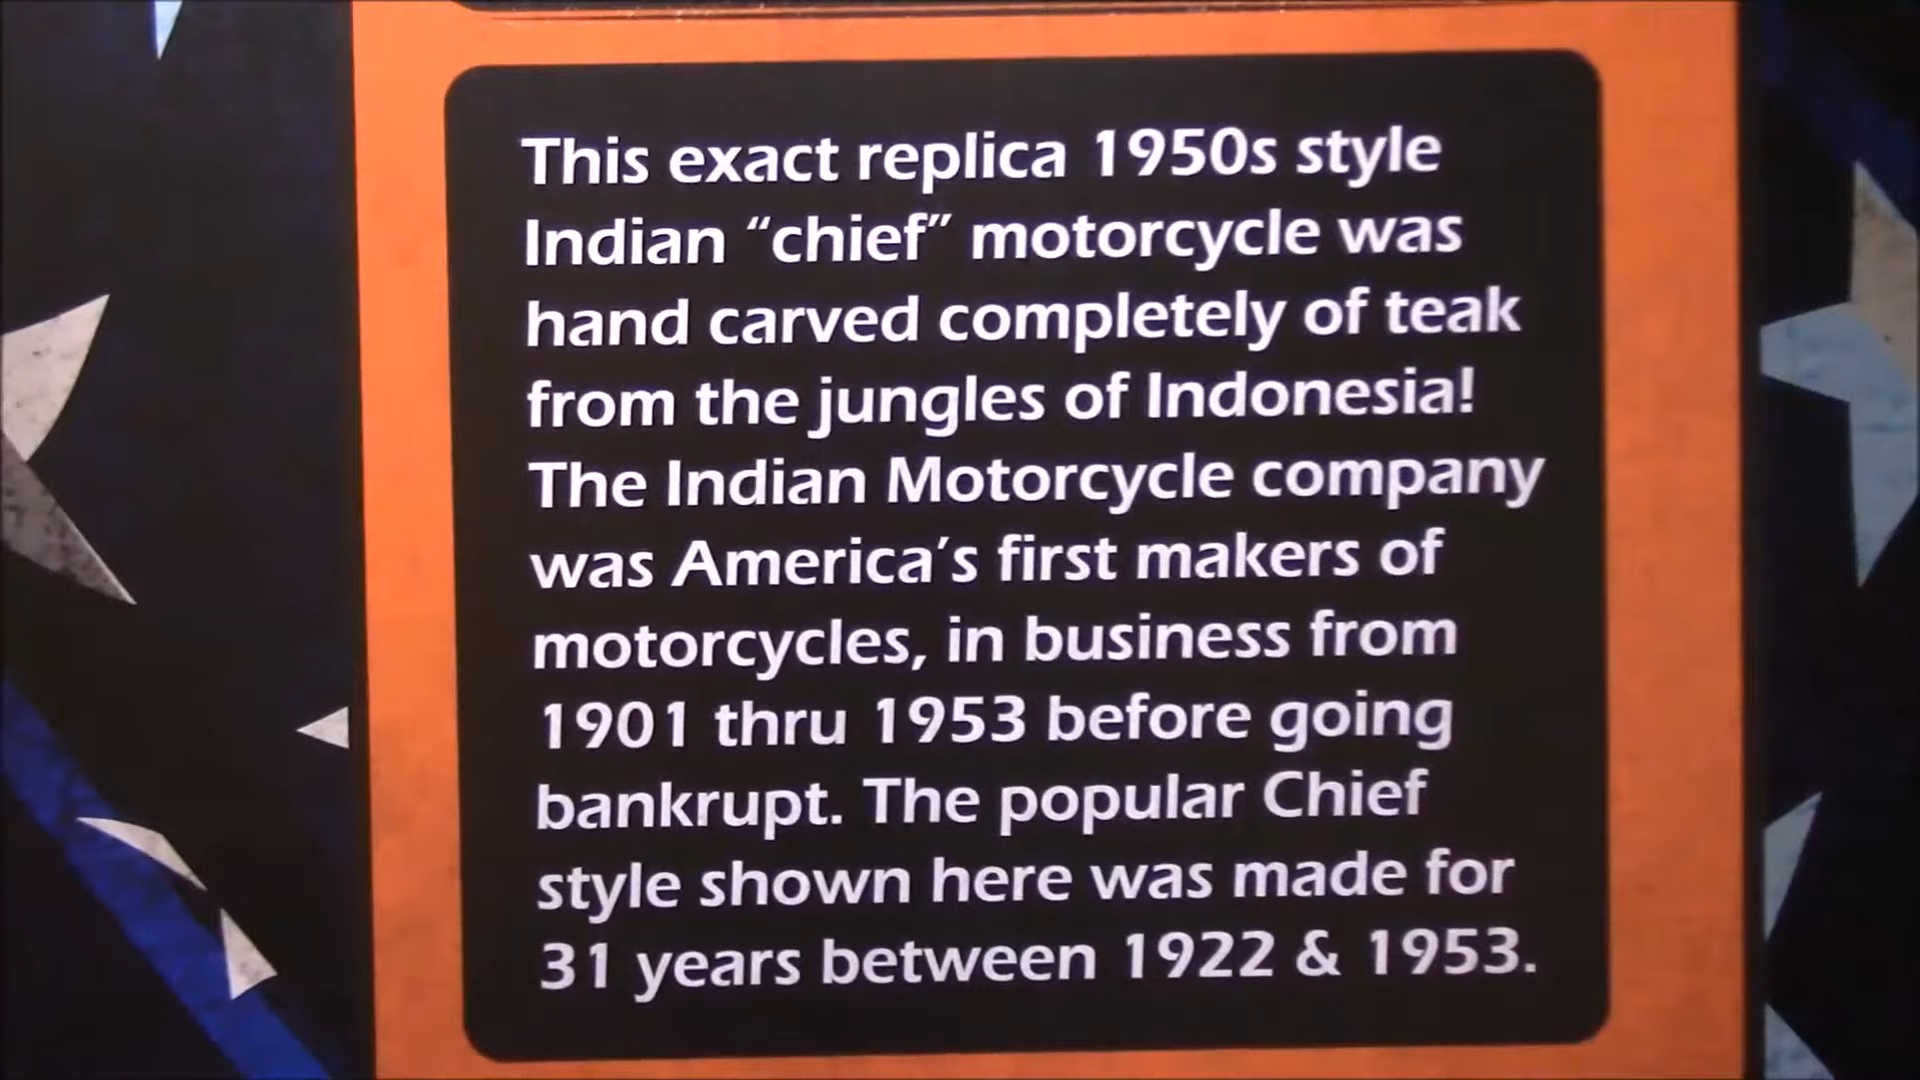 This exact replica 1950s style
Indian “chief” motorcycle was
hand carved completely of teak
from the jungles of Indonesia!
The Indian Motorcycle company
was America’s first makers of
motorcycles, in business from
1901 thru 1953 before going
bankrupt. The popular Chief
style shown here was made for
31 years between 1922 & 1953.